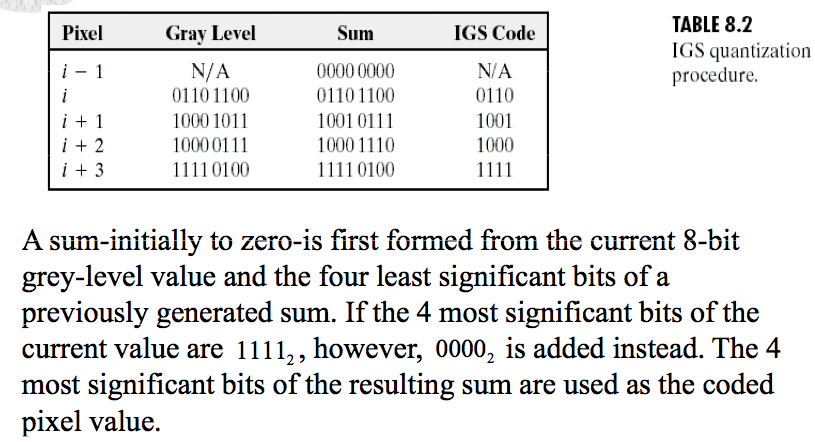 Pixel Gray Level Sum IGS Code
i − 1 N/A 0000 0000 N/A
i 0110 1100 0110 1100 0110
i + 1 1000 1011 1001 0111 1001
i + 2 1000 0111 1000 1110 1000
i + 3 1111 0100 1111 0100 1111
TABLE 8.2
IGS quantization
procedure.
A sum-initially to zero-is first formed from the current 8-bit
grey-level value and the four least significant bits of a
previously generated sum. If the 4 most significant bits of the
current value are 1111₂, however, 0000₂ is added instead. The 4
most significant bits of the resulting sum are used as the coded
pixel value.